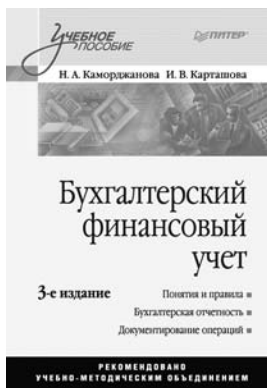 УЧЕБНОЕ
ПОСОБИЕ
ПИТЕР®
Н. А. Каморджанова И. В. Карташова
Бухгалтерский
финансовый
учет
3-е издание
Понятия и правила
Бухгалтерская отчетность
Документирование операций
РЕКОМЕНДОВАНО
УЧЕБНО-МЕТОДИЧЕСКИМ ОБЪЕДИНЕНИЕМ